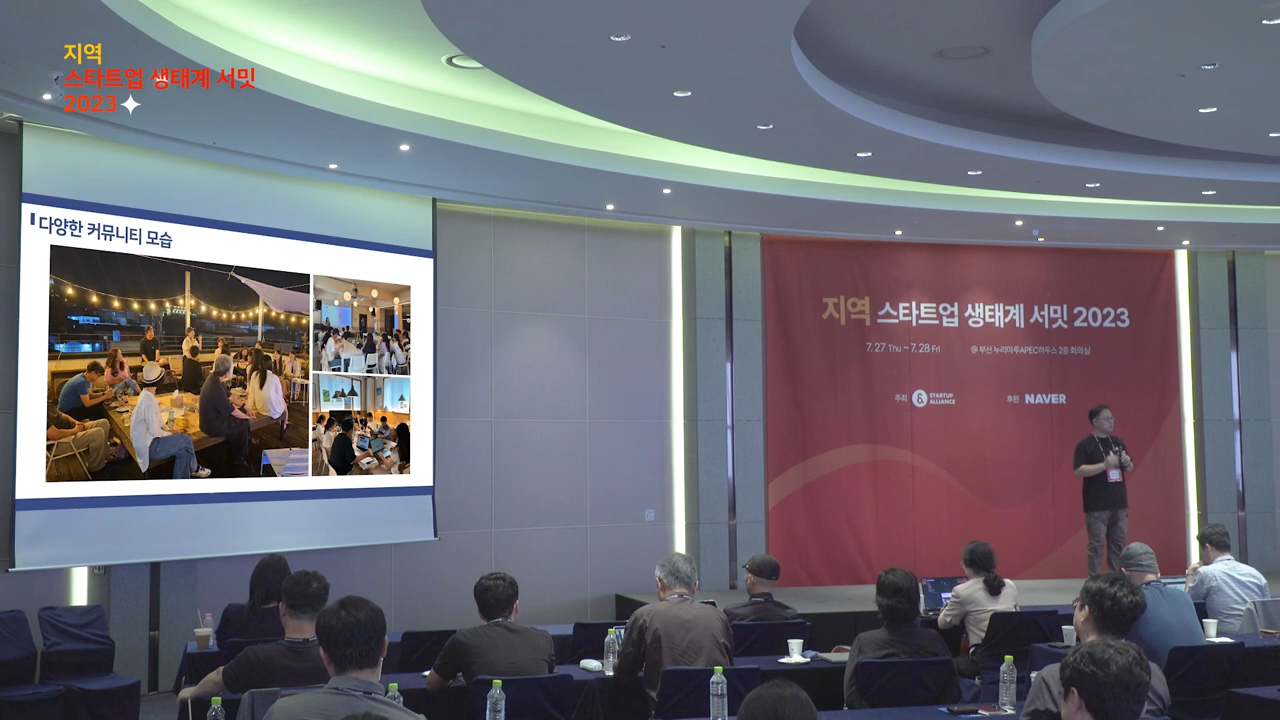 지역
스타트업 생태계 서밋
2023
다양한 커뮤니티 모습
지역 스타트업 생태계 서밋 2023
7. 27 Thu ~ 7. 28 Fri @ 부산 누리마루APEC하우스 2층 회의실
주최 STARTUP ALLIANCE 후원 NAVER